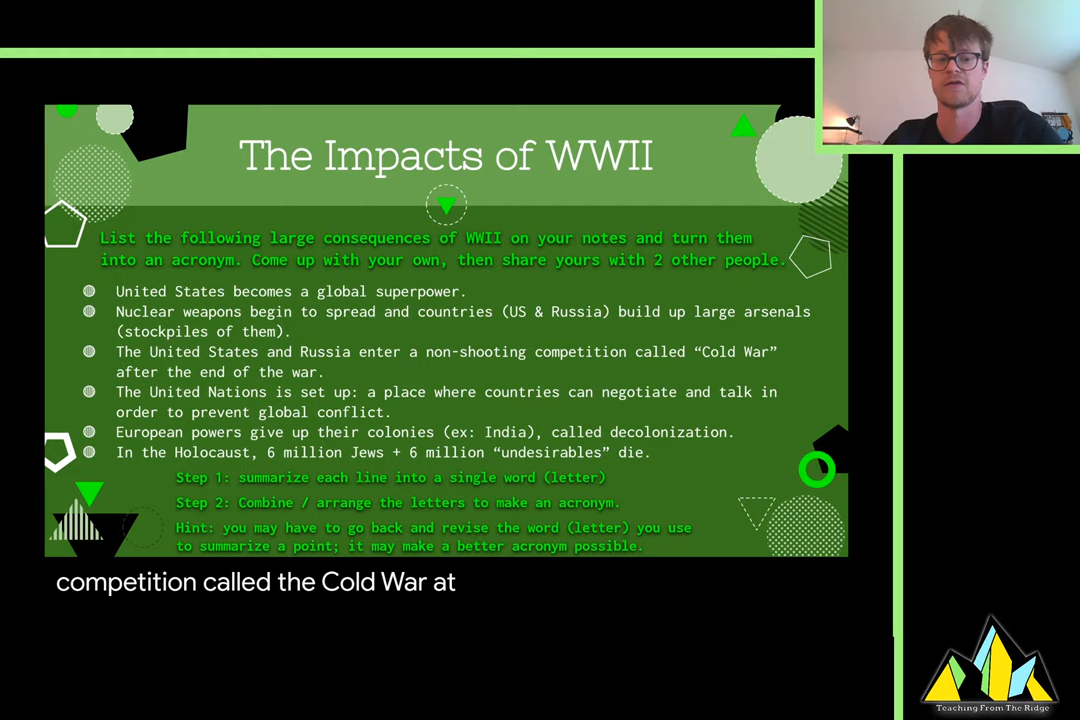 The Impacts of WWII
List the following large consequences of WWII on your notes and turn them
into an acronym. Come up with your own, then share yours with 2 other people.
United States becomes a global superpower.
Nuclear weapons begin to spread and countries (US & Russia) build up large arsenals
(stockpiles of them).
The United States and Russia enter a non-shooting competition called “Cold War”
after the end of the war.
The United Nations is set up: a place where countries can negotiate and talk in
order to prevent global conflict.
European powers give up their colonies (ex: India), called decolonization.
In the Holocaust, 6 million Jews + 6 million “undesirables” die.
Step 1: summarize each line into a single word (letter)
Step 2: Combine / arrange the letters to make an acronym.
Hint: you may have to go back and revise the word (letter) you use
to summarize a point; it may make a better acronym possible.
competition called the Cold War at
Teaching From The Ridge